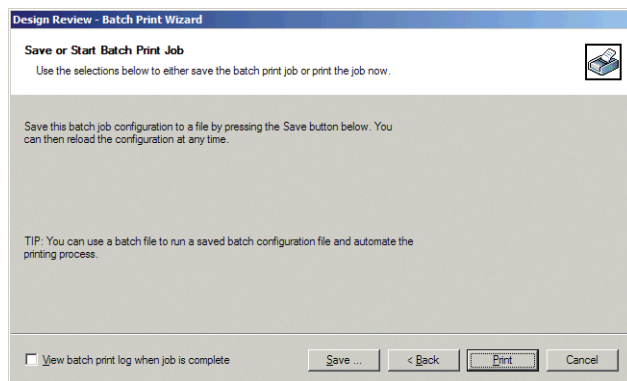 Design Review - Batch Print Wizard
Save or Start Batch Print Job
Use the selections below to either save the batch print job or print the job now.
Save this batch job configuration to a file by pressing the Save button below. You
can then reload the configuration at any time.
TIP: You can use a batch file to run a saved batch configuration file and automate the
printing process.
View batch print log when job is complete
Save ...
< Back
Print
Cancel